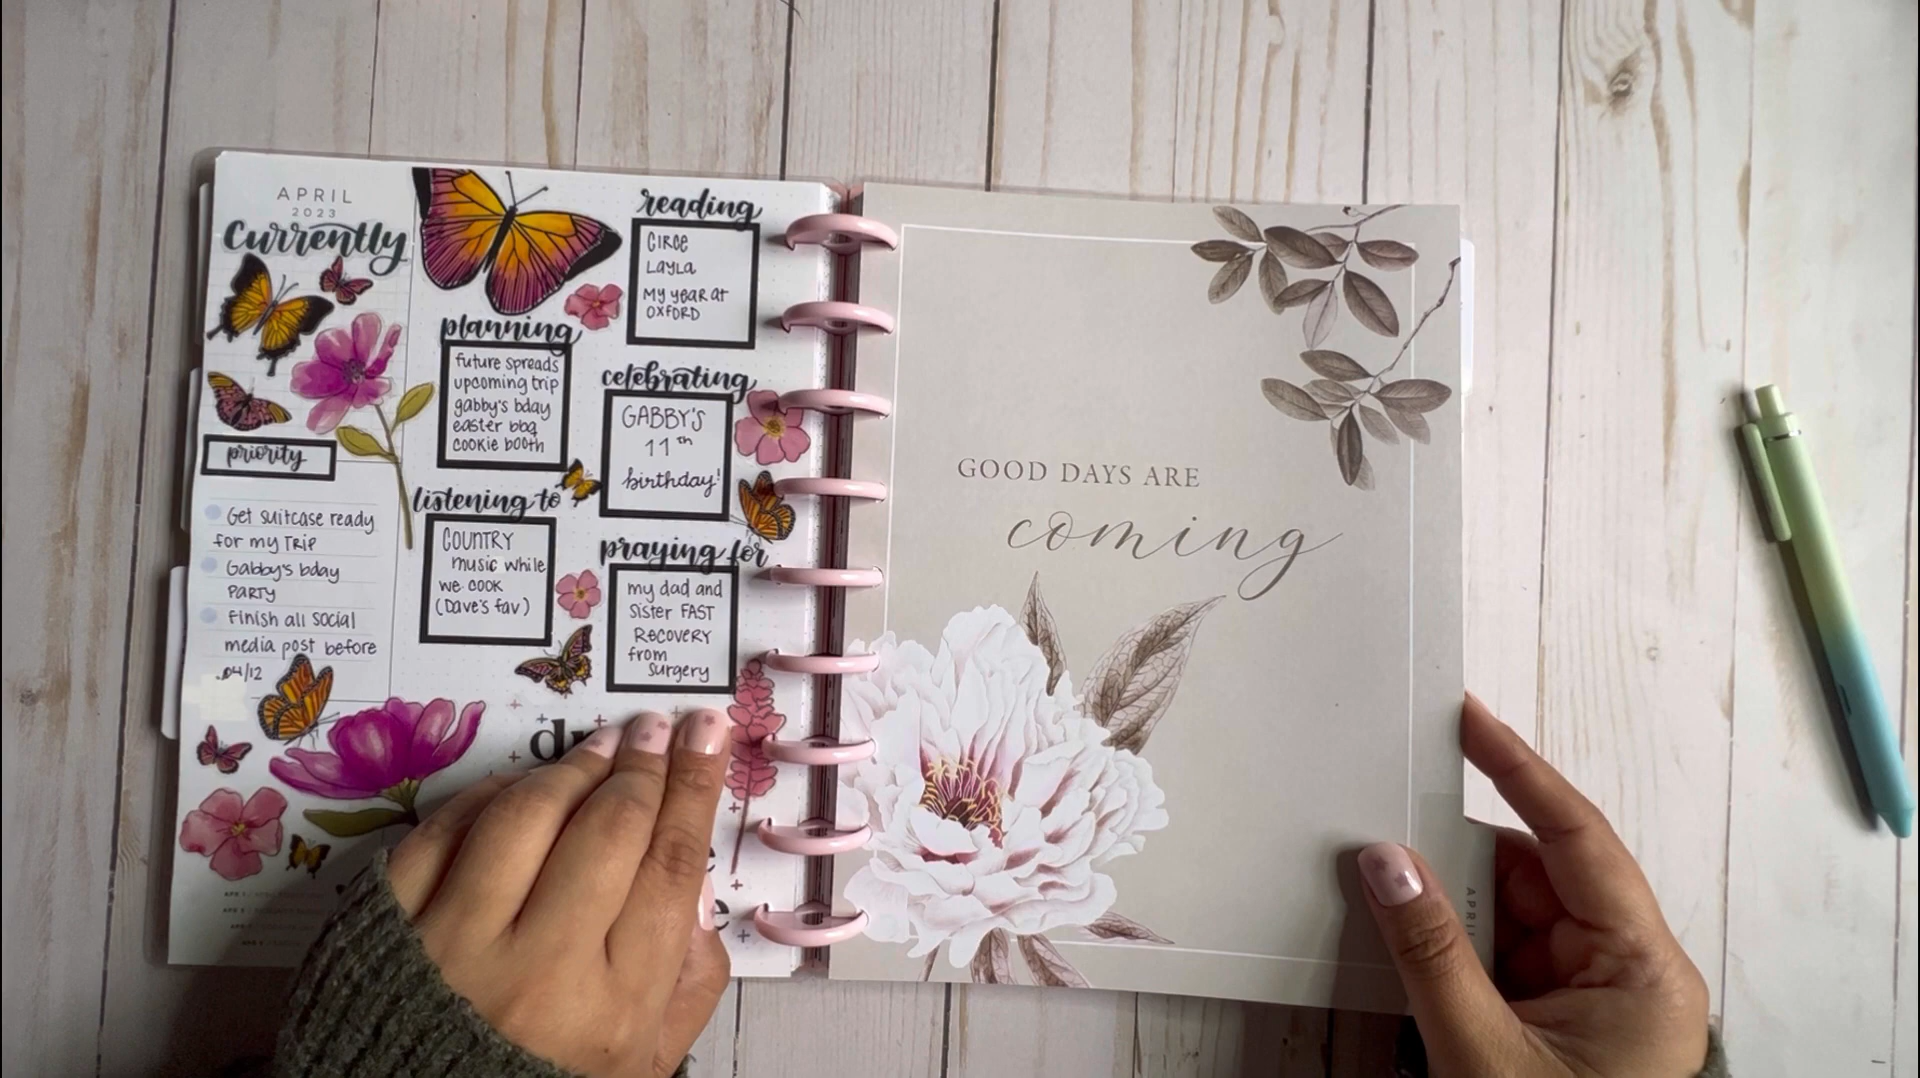 APRIL
2023
Currently
priority
Get suitcase ready
for my TRIP
Gabby's bday
PARTY
Finish all social
media post before
04/12
planning
future spreads
upcoming trip
gabby's bday
easter bbq
cookie booth
listening to
COUNTRY
music while
we cook
(Dave's fav)
reading
CIRCE
LAYLA
My year at
OXFORD
celebrating
GABBY'S
11th
birthday!
praying for
my dad and
sister FAST
RECOVERY
from
surgery
GOOD DAYS ARE
coming
APRIL